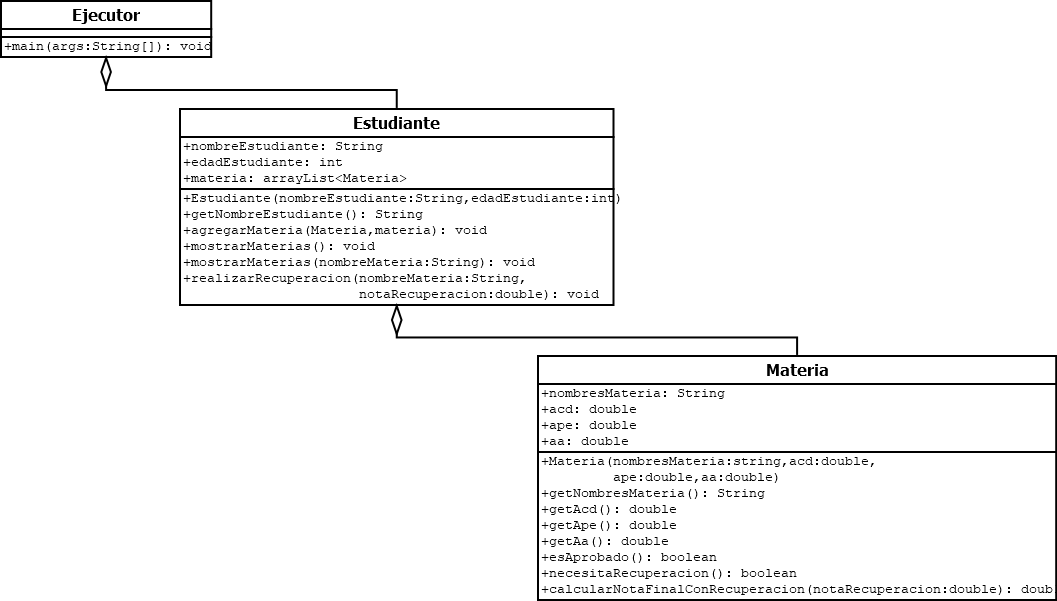 Ejecutor
+main(args:String[]): void
Estudiante
+nombreEstudiante: String
+edadEstudiante: int
+materia: arrayList<Materia>
+Estudiante(nombreEstudiante:String,edadEstudiante:int)
+getNombreEstudiante(): String
+agregarMateria(Materia,materia): void
+mostrarMaterias(): void
+mostrarMaterias(nombreMateria:String): void
+realizarRecuperacion(nombreMateria:String,
notaRecuperacion:double): void
Materia
+nombresMateria: String
+acd: double
+ape: double
+aa: double
+Materia(nombresMateria:string,acd:double,
ape:double,aa:double)
+getNombresMateria(): String
+getAcd(): double
+getApe(): double
+getAa(): double
+esAprobado(): boolean
+necesitaRecuperacion(): boolean
+calcularNotaFinalConRecuperacion(notaRecuperacion:double): doub